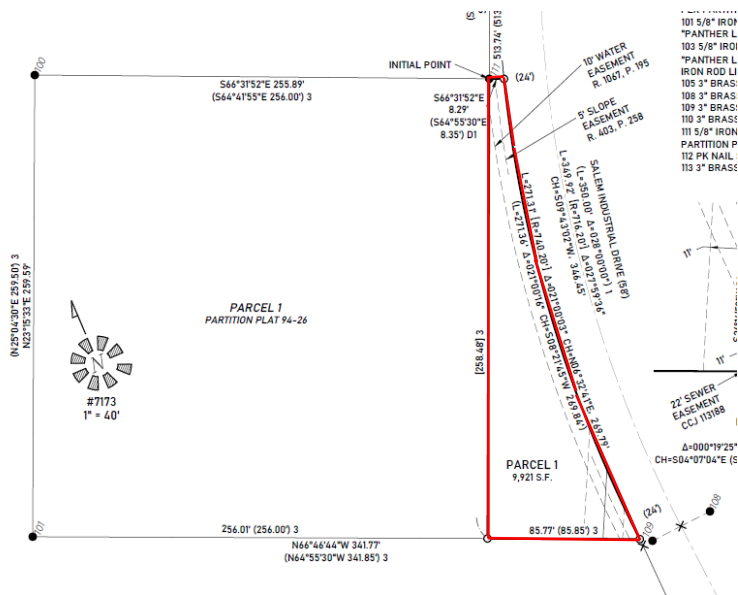 100
INITIAL POINT
(24')
S66°31'52"E 255.89'
(S64°41'55"E 256.00') 3
S66°31'52"E
8.29'
(S64°55'30"E
8.35') D1
513.74' (513
10' WATER
EASEMENT
R. 1067, P. 195
5' SLOPE
EASEMENT
R. 403, P. 258
101 5/8" IRON
"PANTHER L
103 5/8" IRON
"PANTHER L
IRON ROD LI
105 3" BRASS
108 3" BRASS
109 3" BRASS
110 3" BRASS
111 5/8" IRON
PARTITION P
112 PK NAIL
113 3" BRASS
SALEM INDUSTRIAL DRIVE (58')
(L=350.00' Δ=028°00'00") 1
L=349.92' [R=716.20'] Δ=027°59'36"
CH=S09°43'02"W, 346.45'
L=271.31' [R=740.20'] Δ=021°00'03" CH=N06°32'41"E, 269.79'
(L=271.36' Δ=021°00'16" CH=S08°21'45"W 269.84')
(N25°04'30"E 259.50') 3
N23°15'33"E 259.59'
PARCEL 1
PARTITION PLAT 94-26
N
#7173
1" = 40'
[258.48'] 3
11'
11'
22' SEWER
EASEMENT
CCJ 113188
Δ=000°19'25"
CH=S04°07'04"E (S
PARCEL 1
9,921 S.F.
(24')
108
109
101
256.01' (256.00') 3
85.77' (85.85') 3
N66°46'44"W 341.77'
(N64°55'30"W 341.85') 3